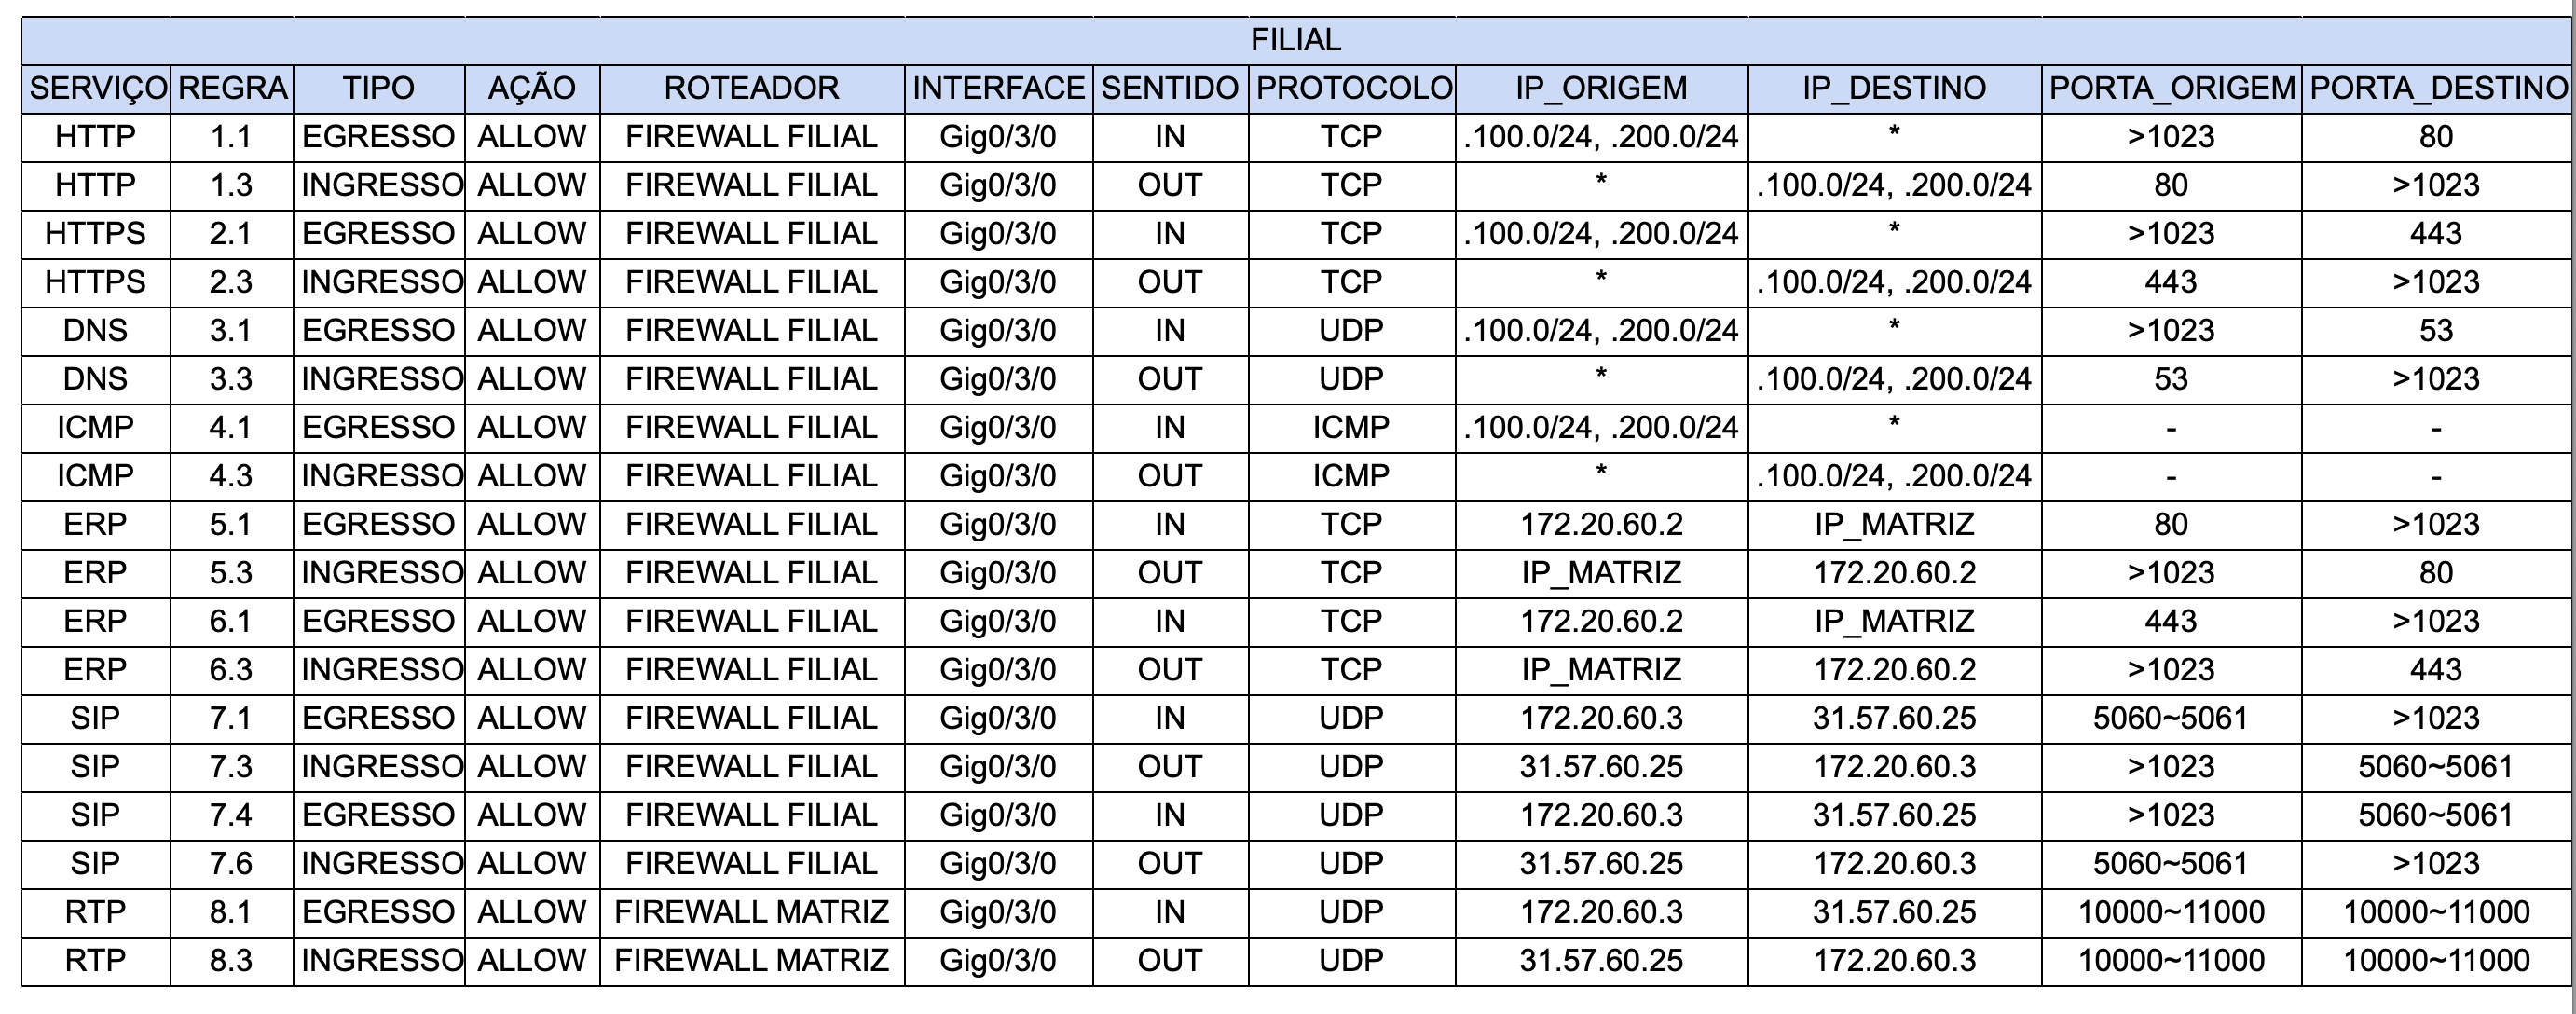 FILIAL
SERVIÇO REGRA TIPO AÇÃO ROTEADOR INTERFACE SENTIDO PROTOCOLO IP_ORIGEM IP_DESTINO PORTA_ORIGEM PORTA_DESTINO
HTTP 1.1 EGRESSO ALLOW FIREWALL FILIAL Gig0/3/0 IN TCP .100.0/24, .200.0/24 * >1023 80
HTTP 1.3 INGRESSO ALLOW FIREWALL FILIAL Gig0/3/0 OUT TCP * .100.0/24, .200.0/24 80 >1023
HTTPS 2.1 EGRESSO ALLOW FIREWALL FILIAL Gig0/3/0 IN TCP .100.0/24, .200.0/24 * >1023 443
HTTPS 2.3 INGRESSO ALLOW FIREWALL FILIAL Gig0/3/0 OUT TCP * .100.0/24, .200.0/24 443 >1023
DNS 3.1 EGRESSO ALLOW FIREWALL FILIAL Gig0/3/0 IN UDP .100.0/24, .200.0/24 * >1023 53
DNS 3.3 INGRESSO ALLOW FIREWALL FILIAL Gig0/3/0 OUT UDP * .100.0/24, .200.0/24 53 >1023
ICMP 4.1 EGRESSO ALLOW FIREWALL FILIAL Gig0/3/0 IN ICMP .100.0/24, .200.0/24 * - -
ICMP 4.3 INGRESSO ALLOW FIREWALL FILIAL Gig0/3/0 OUT ICMP * .100.0/24, .200.0/24 - -
ERP 5.1 EGRESSO ALLOW FIREWALL FILIAL Gig0/3/0 IN TCP 172.20.60.2 IP_MATRIZ 80 >1023
ERP 5.3 INGRESSO ALLOW FIREWALL FILIAL Gig0/3/0 OUT TCP IP_MATRIZ 172.20.60.2 >1023 80
ERP 6.1 EGRESSO ALLOW FIREWALL FILIAL Gig0/3/0 IN TCP 172.20.60.2 IP_MATRIZ 443 >1023
ERP 6.3 INGRESSO ALLOW FIREWALL FILIAL Gig0/3/0 OUT TCP IP_MATRIZ 172.20.60.2 >1023 443
SIP 7.1 EGRESSO ALLOW FIREWALL FILIAL Gig0/3/0 IN UDP 172.20.60.3 31.57.60.25 5060~5061 >1023
SIP 7.3 INGRESSO ALLOW FIREWALL FILIAL Gig0/3/0 OUT UDP 31.57.60.25 172.20.60.3 >1023 5060~5061
SIP 7.4 EGRESSO ALLOW FIREWALL FILIAL Gig0/3/0 IN UDP 172.20.60.3 31.57.60.25 >1023 5060~5061
SIP 7.6 INGRESSO ALLOW FIREWALL FILIAL Gig0/3/0 OUT UDP 31.57.60.25 172.20.60.3 5060~5061 >1023
RTP 8.1 EGRESSO ALLOW FIREWALL MATRIZ Gig0/3/0 IN UDP 172.20.60.3 31.57.60.25 10000~11000 10000~11000
RTP 8.3 INGRESSO ALLOW FIREWALL MATRIZ Gig0/3/0 OUT UDP 31.57.60.25 172.20.60.3 10000~11000 10000~11000